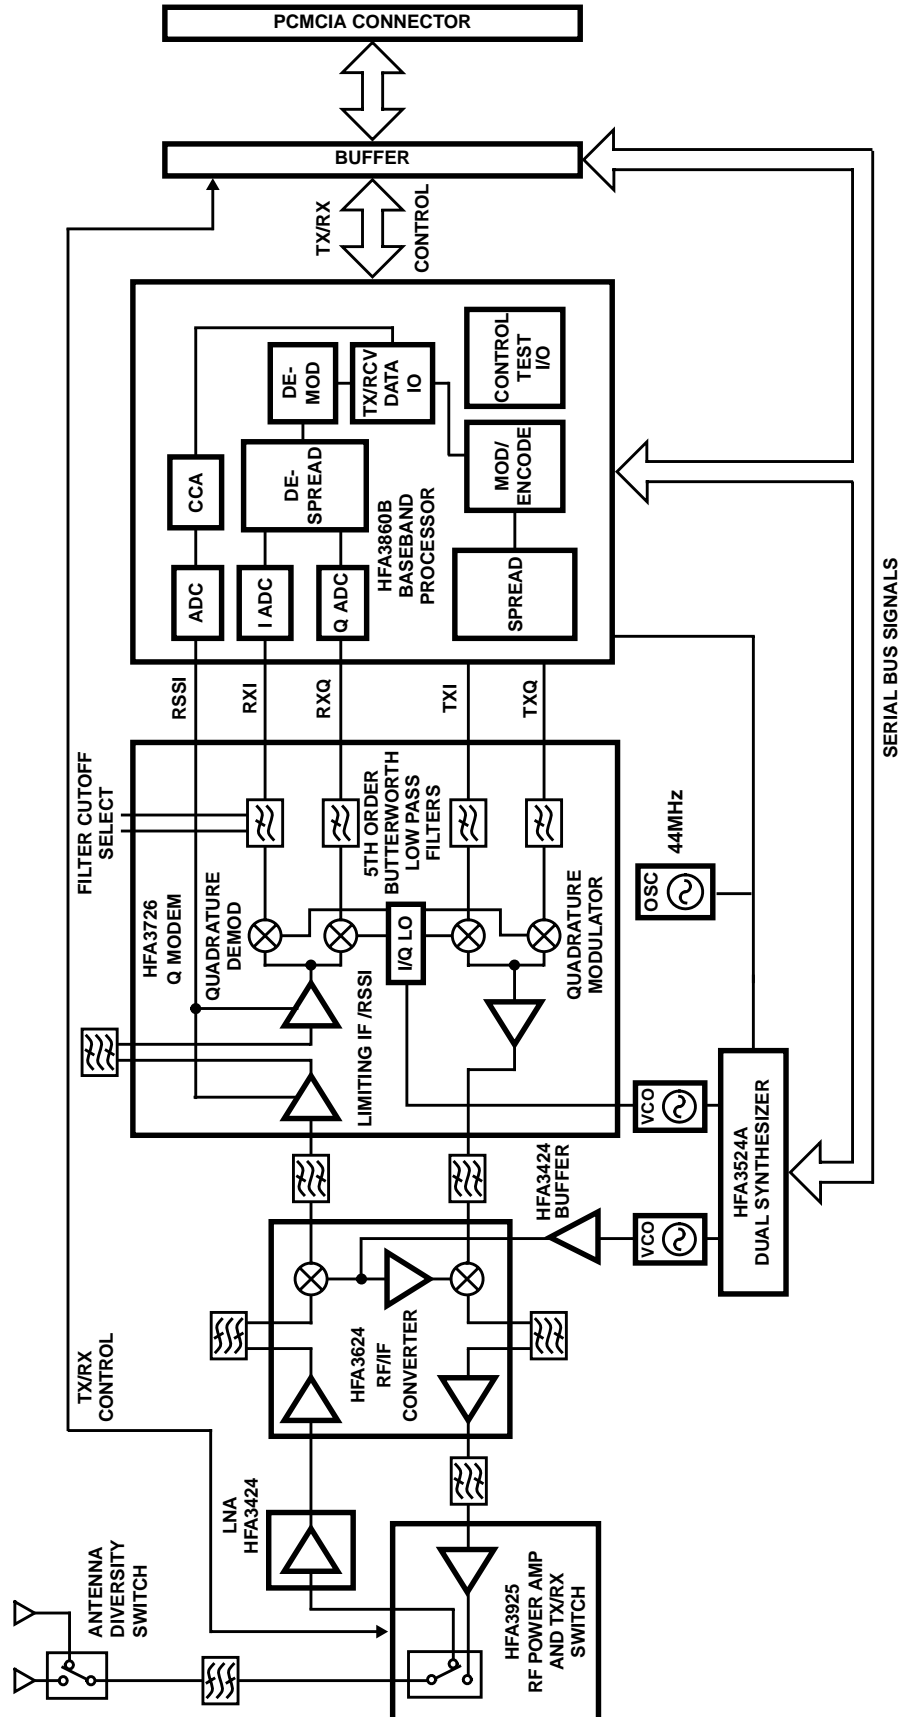 PCMCIA CONNECTOR
BUFFER
TX/RX
CONTROL
DE-
MOD
TX/RCV
DATA
IO
CONTROL
TEST
I/O
CCA
DE-
SPREAD
MOD/
ENCODE
HFA3860B
BASEBAND
PROCESSOR
ADC
I ADC
Q ADC
SPREAD
RSSI
RXI
RXQ
TXI
TXQ
SERIAL BUS SIGNALS
FILTER CUTOFF
SELECT
5TH ORDER
BUTTERWORTH
LOW PASS
FILTERS
44MHz
OSC
HFA3726
Q MODEM
QUADRATURE
DEMOD
I/Q LO
QUADRATURE
MODULATOR
LIMITING IF /RSSI
VCO
HFA3524A
DUAL SYNTHESIZER
HFA3424
BUFFER
VCO
HFA3624
RF/IF
CONVERTER
TX/RX
CONTROL
LNA
HFA3424
ANTENNA
DIVERSITY
SWITCH
HFA3925
RF POWER AMP
AND TX/RX
SWITCH